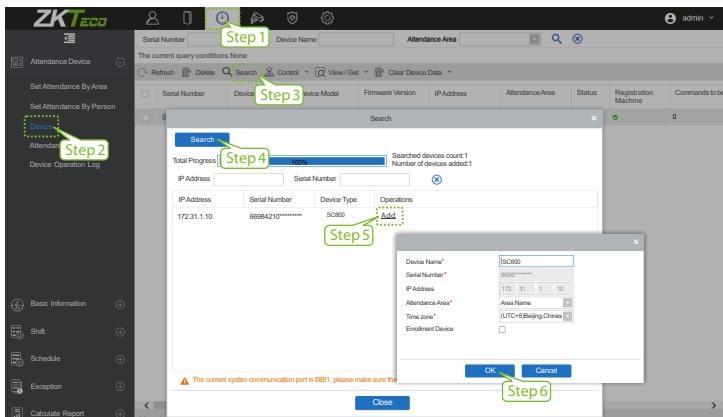 ZKTeco
admin
Serial Number
Step 1
Device Name
Attendance Area
The current query conditions None
Attendance Device
Refresh Delete Search Control View / Get Clear Device Data
Step 3
Set Attendance By Area
Set Attendance By Person
Device
Step 2
Device Operation Log
Serial Number
Device Model
Firmware Version
IP Address
Attendance Area
Status
Registration Machine
Commands to be
0
Search
Search
Step 4
Total Progress
100%
Searched devices count:1
Number of devices added:1
IP Address
Serial Number
IP Address Serial Number Device Type Operations
172.31.1.10 66984210********* SC800 Add
Step 5
Device Name* SC800
Serial Number* 6698********
IP Address 172 . 31 . 1 . 10
Attendance Area* Area Name
Time zone* (UTC+8)Beijing;Chines
Enrollment Device
OK Cancel
Step 6
The current systen communication port is 8881, please make sure the
Close
Basic Information
Shift
Schedule
Exception
Calculate Report